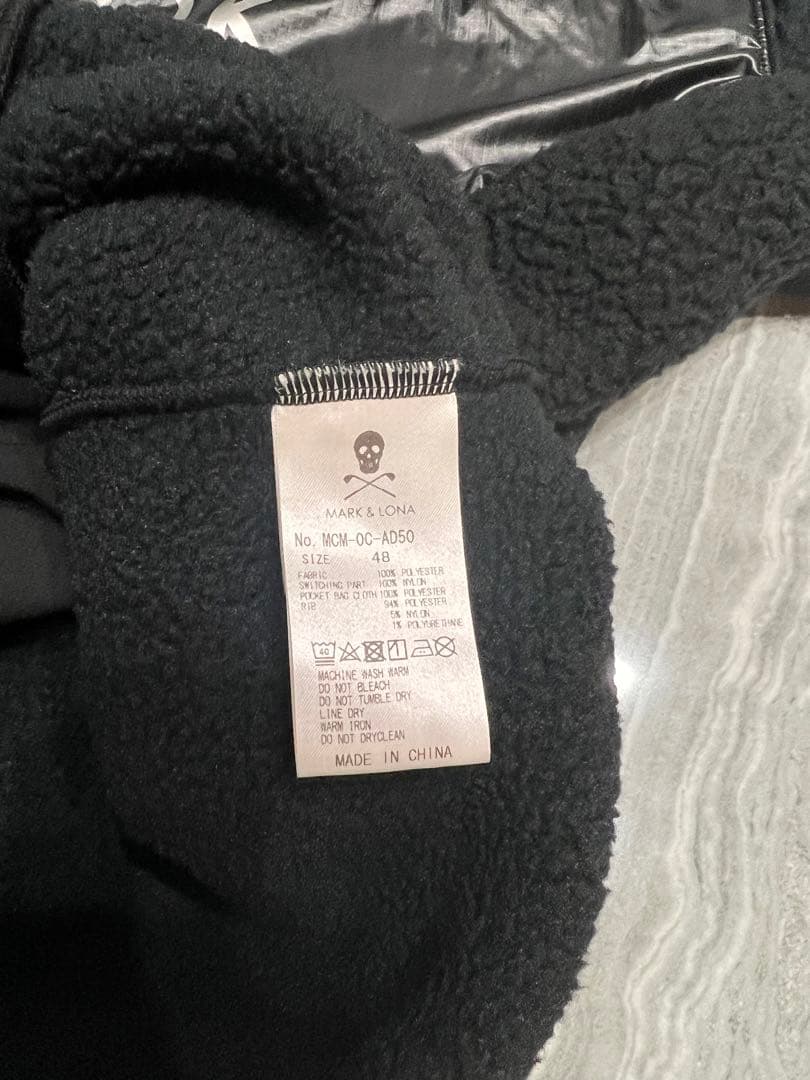 MARK & LONA
No. MCM-OC-AD50
SIZE 48
FABRIC 100% POLYESTER
SWITCHING PART 100% NYLON
POCKET BAG CLOTH 100% POLYESTER
RIB 94% POLYESTER
5% NYLON
1% POLYURETHANE
40
MACHINE WASH WARM
DO NOT BLEACH
DO NOT TUMBLE DRY
LINE DRY
WARM IRON
DO NOT DRYCLEAN
MADE IN CHINA